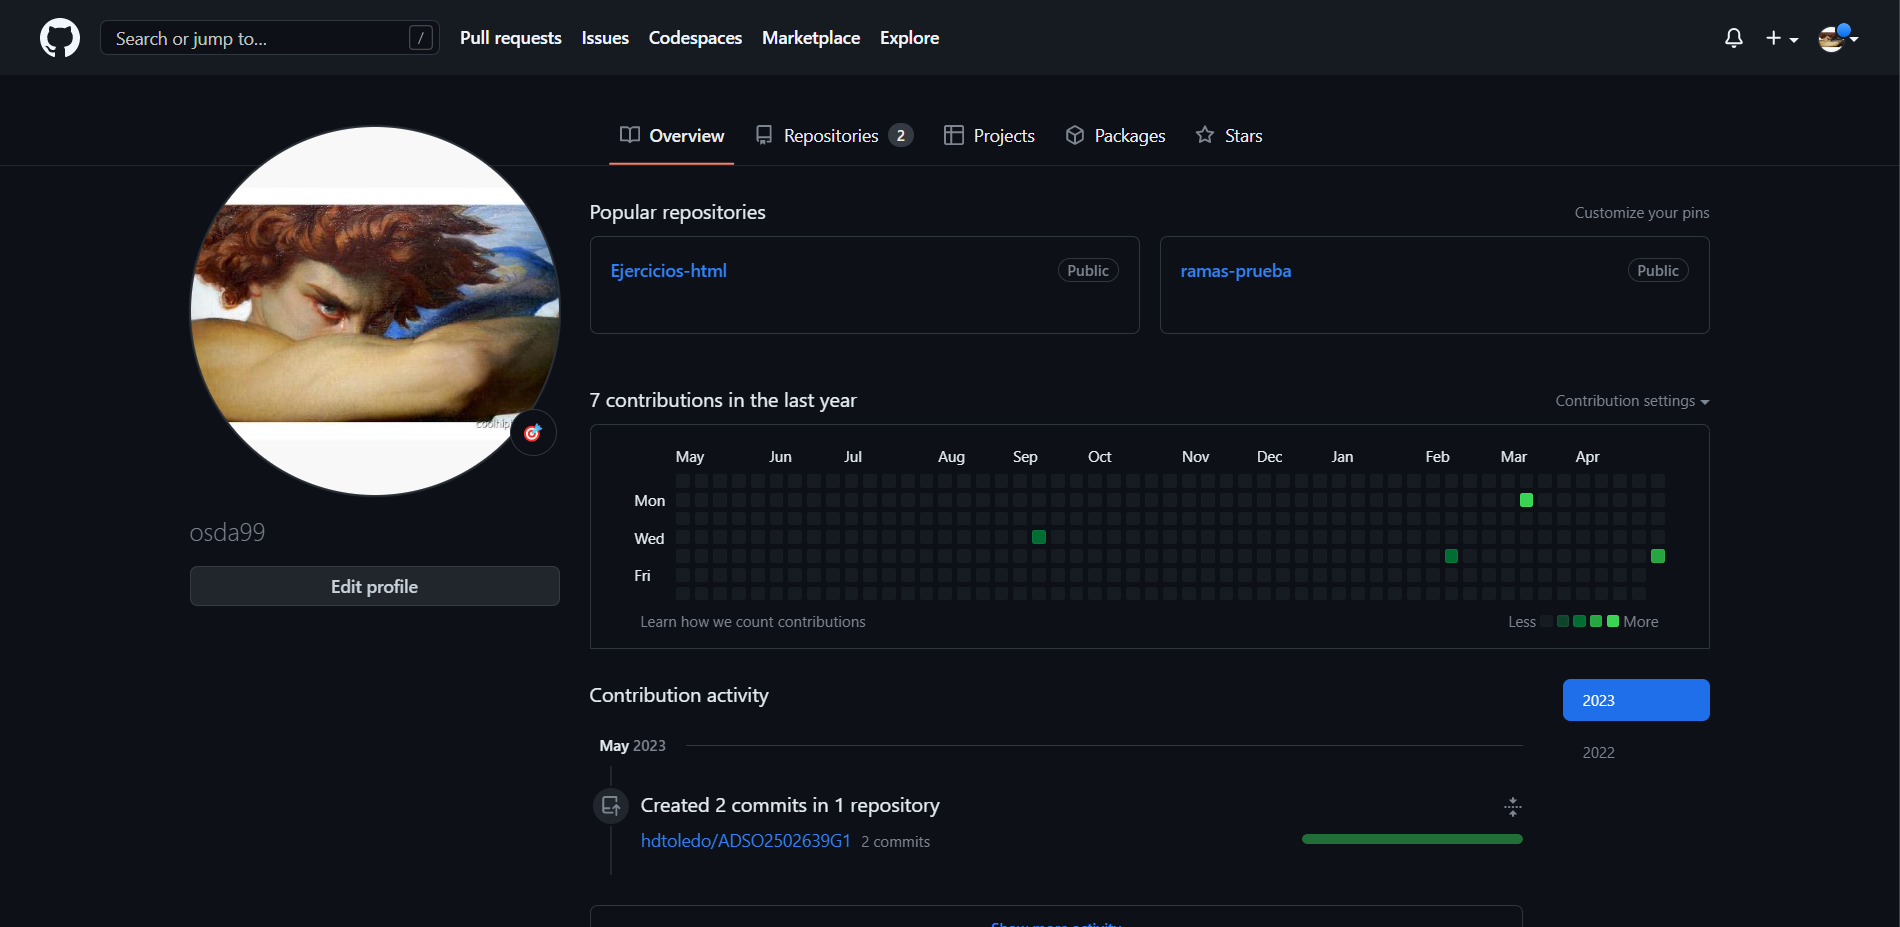 Search or jump to... /
Pull requests Issues Codespaces Marketplace Explore
Overview Repositories 2 Projects Packages Stars
Popular repositories
Customize your pins
Ejercicios-html Public
ramas-prueba Public
osda99
Edit profile
7 contributions in the last year
Contribution settings
May Jun Jul Aug Sep Oct Nov Dec Jan Feb Mar Apr
Mon
Wed
Fri
Learn how we count contributions
Less More
Contribution activity
2023
2022
May 2023
Created 2 commits in 1 repository
hdtoledo/ADSO2502639G1 2 commits
Show more activity